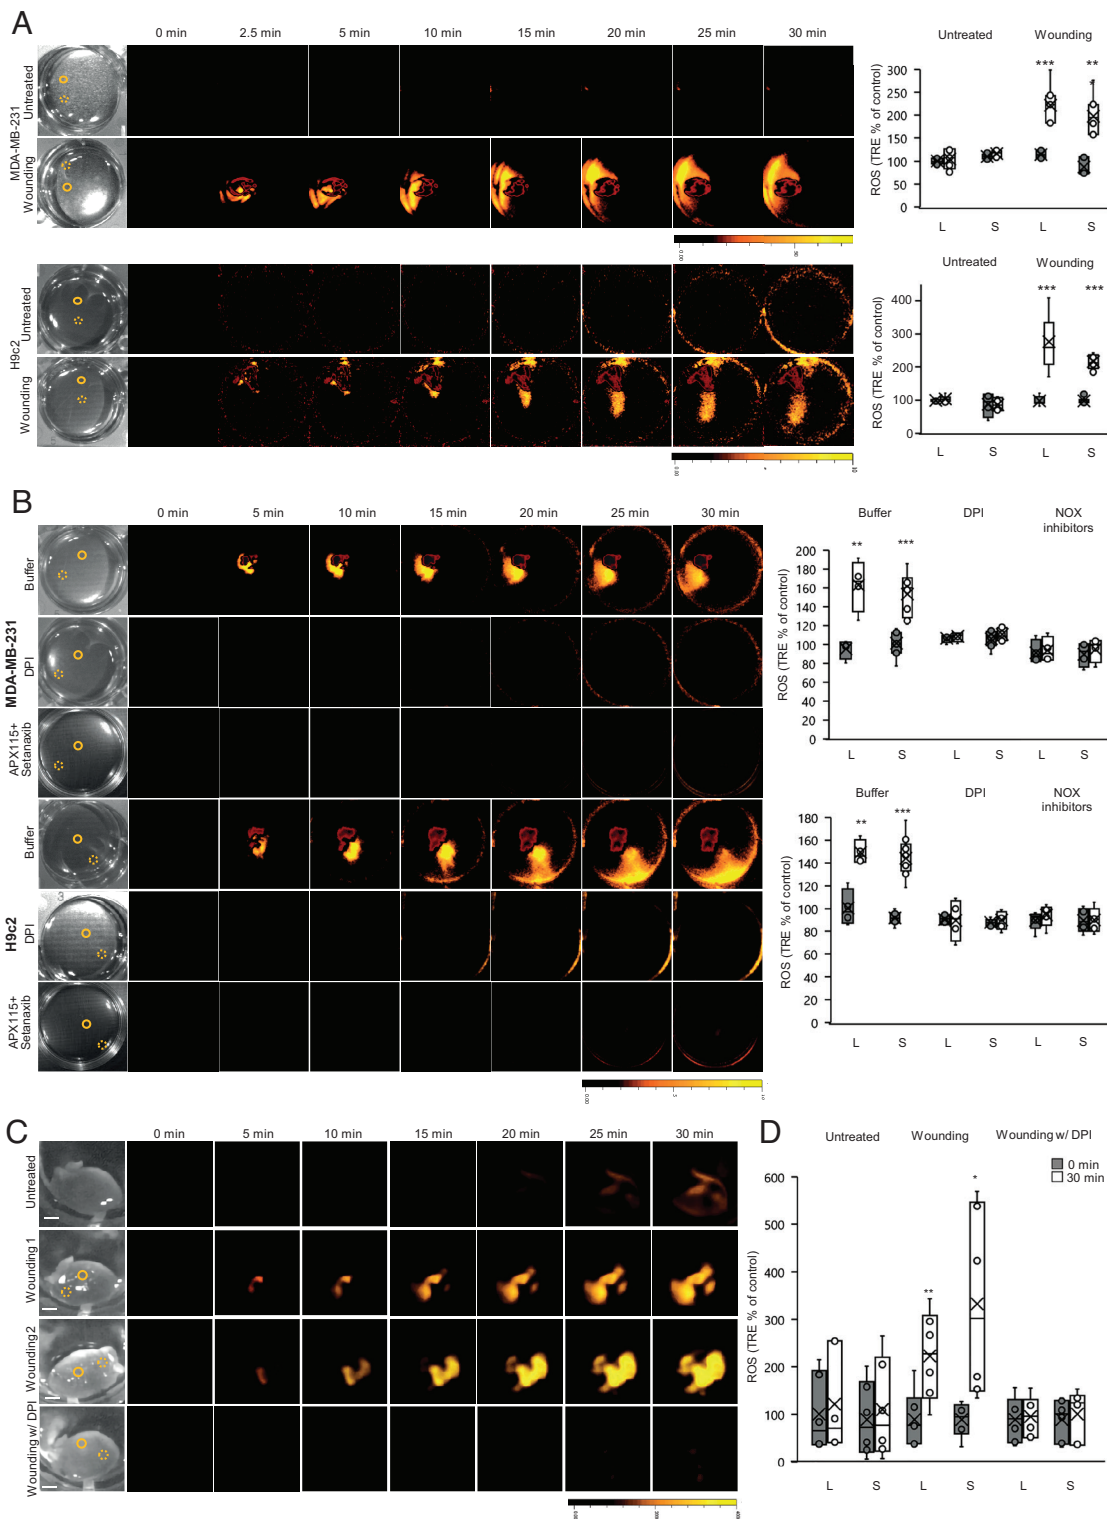 A
0 min 2.5 min 5 min 10 min 15 min 20 min 25 min 30 min
MDA-MB-231
Untreated
Wounding
H9c2
Untreated
Wounding
Untreated Wounding
*** **
*
ROS (TRE % of control)
300
250
200
150
100
50
0
L S L S
Untreated Wounding
*** ***
ROS (TRE % of control)
400
300
200
100
0
L S L S
B
0 min 5 min 10 min 15 min 20 min 25 min 30 min
MDA-MB-231
Buffer
DPI
APX115+
Setanaxib
H9c2
Buffer
DPI
APX115+
Setanaxib
Buffer DPI NOX
inhibitors
** ***
ROS (TRE % of control)
200
180
160
140
120
100
80
60
40
20
0
L S L S L S
Buffer DPI NOX
inhibitors
** ***
ROS (TRE % of control)
180
160
140
120
100
80
60
40
20
0
L S L S L S
C
0 min 5 min 10 min 15 min 20 min 25 min 30 min
Untreated
Wounding 1
Wounding 2
Wounding w/ DPI
D
Untreated Wounding Wounding w/ DPI
0 min
30 min
** *
ROS (TRE % of control)
600
500
400
300
200
100
0
L S L S L S